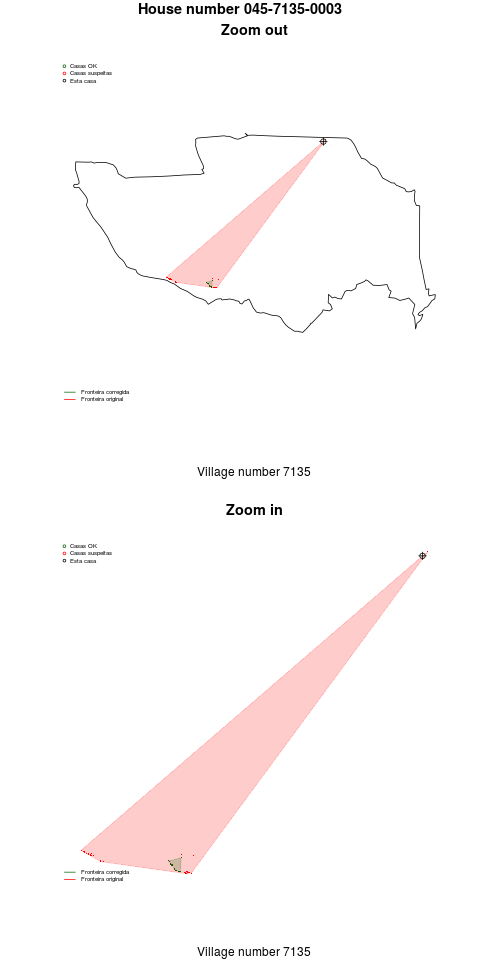 House number 045-7135-0003
Zoom out
Casas OK
Casas suspeitas
Esta casa
Fronteira corregida
Fronteira original
Village number 7135
Zoom in
Casas OK
Casas suspeitas
Esta casa
Fronteira corregida
Fronteira original
Village number 7135